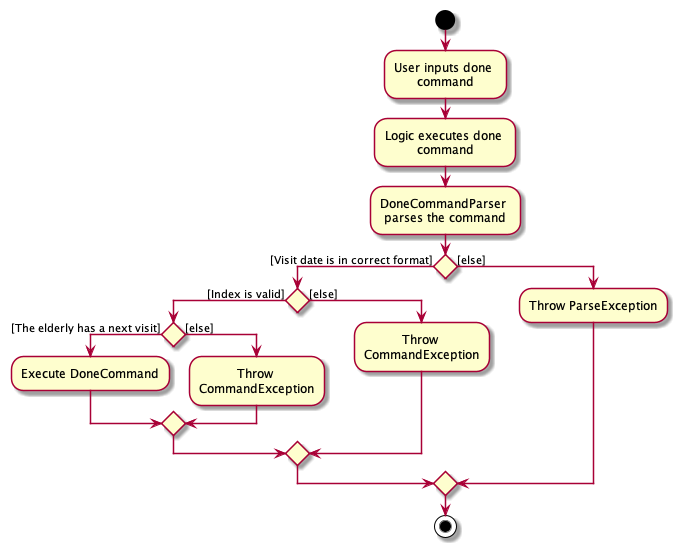 User inputs done
command
Logic executes done
command
DoneCommandParser
parses the command
[Visit date is in correct format]
[else]
[Index is valid]
[else]
Throw ParseException
[The elderly has a next visit]
[else]
Throw
CommandException
Execute DoneCommand
Throw
CommandException